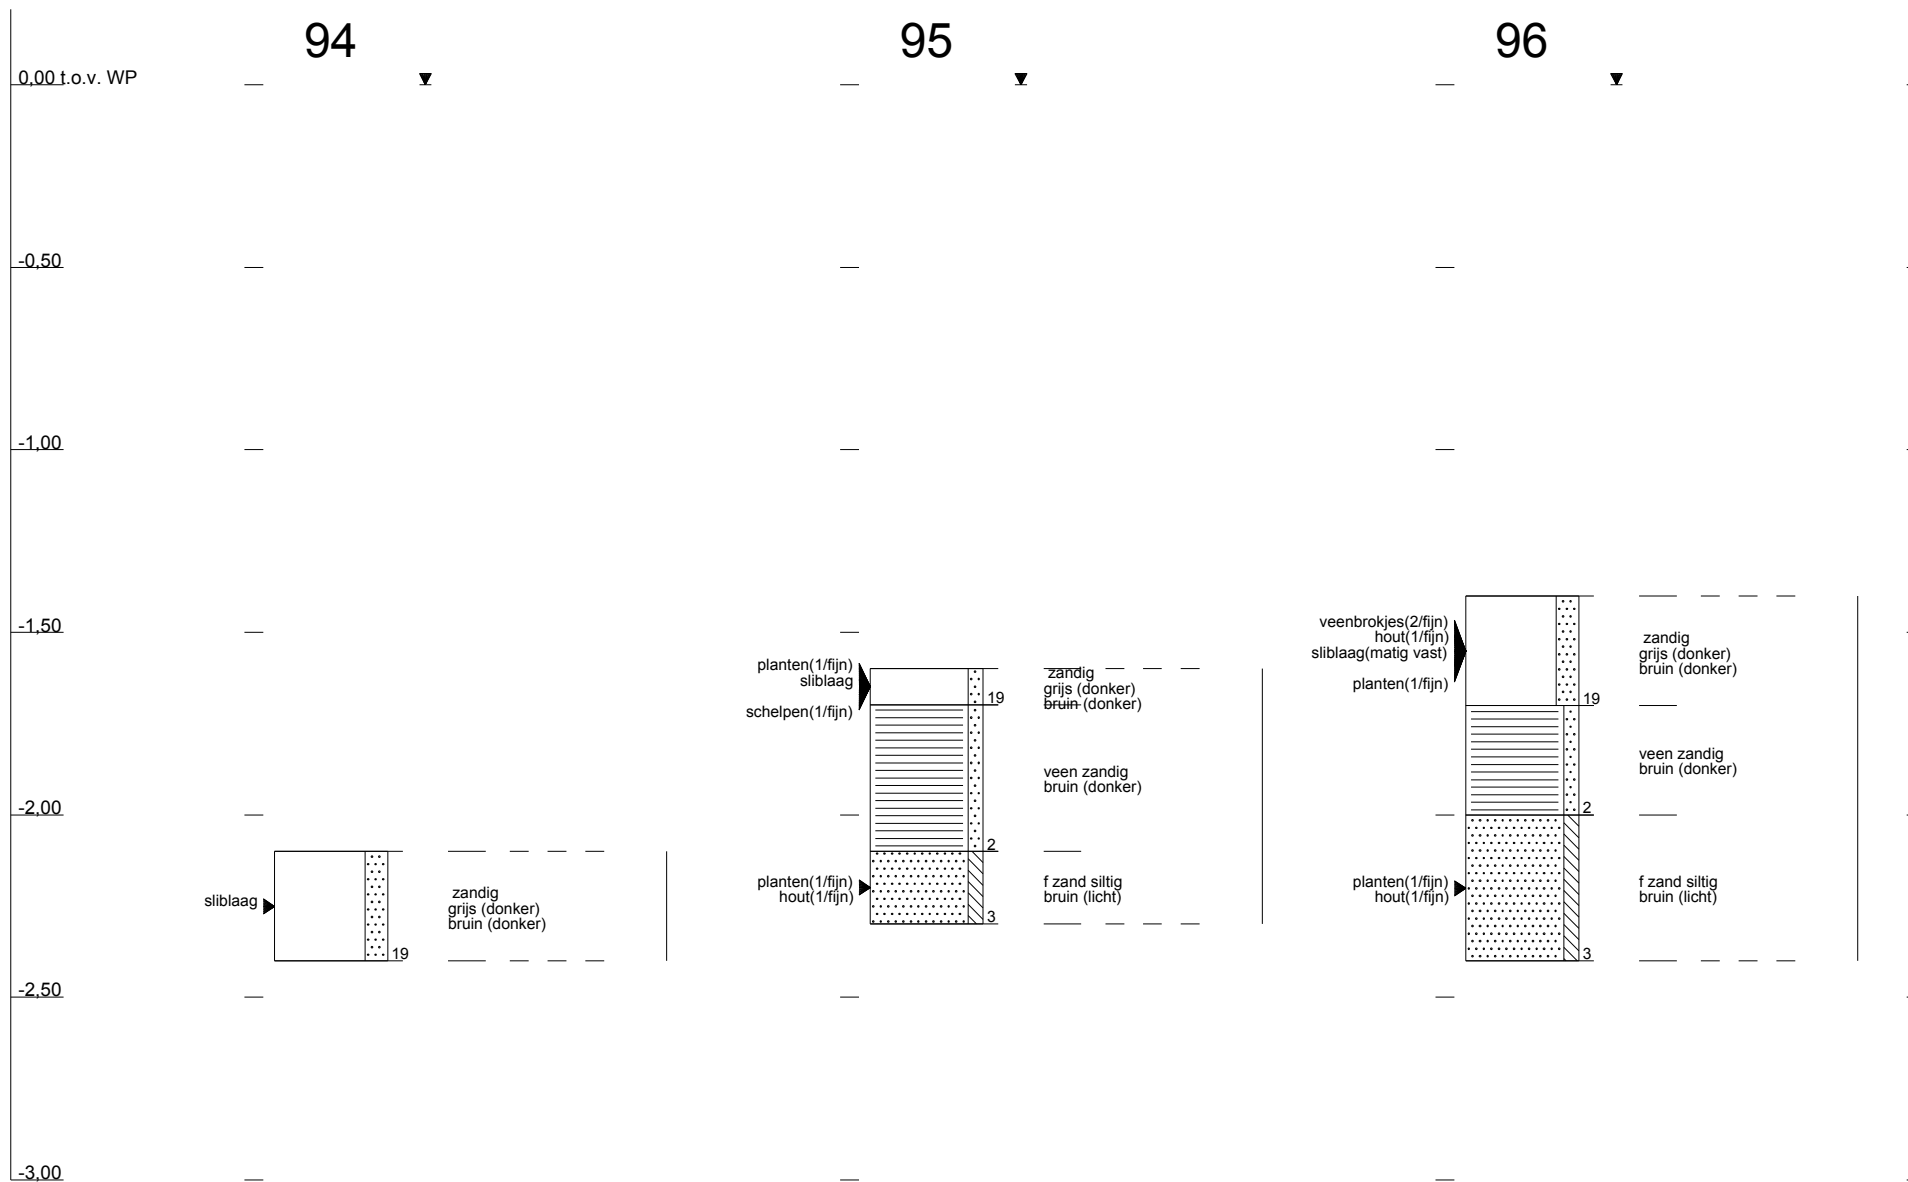 94
95
96
0,00 t.o.v. WP
-0,50
-1,00
-1,50
-2,00
-2,50
-3,00
sliblaag
19
zandig
grijs (donker)
bruin (donker)
planten(1/fijn)
sliblaag
schelpen(1/fijn)
19
zandig
grijs (donker)
bruin (donker)
2
veen zandig
bruin (donker)
planten(1/fijn)
hout(1/fijn)
3
f zand siltig
bruin (licht)
veenbrokjes(2/fijn)
hout(1/fijn)
sliblaag(matig vast)
planten(1/fijn)
19
zandig
grijs (donker)
bruin (donker)
2
veen zandig
bruin (donker)
planten(1/fijn)
hout(1/fijn)
3
f zand siltig
bruin (licht)